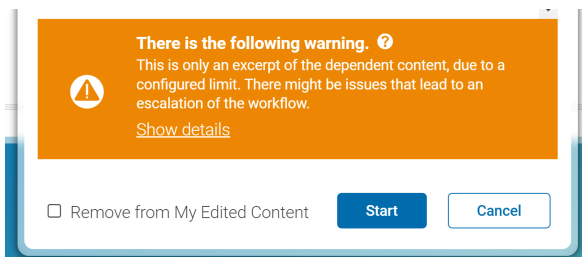 There is the following warning. ?
This is only an excerpt of the dependent content, due to a
configured limit. There might be issues that lead to an
escalation of the workflow.
Show details
Remove from My Edited Content Start Cancel